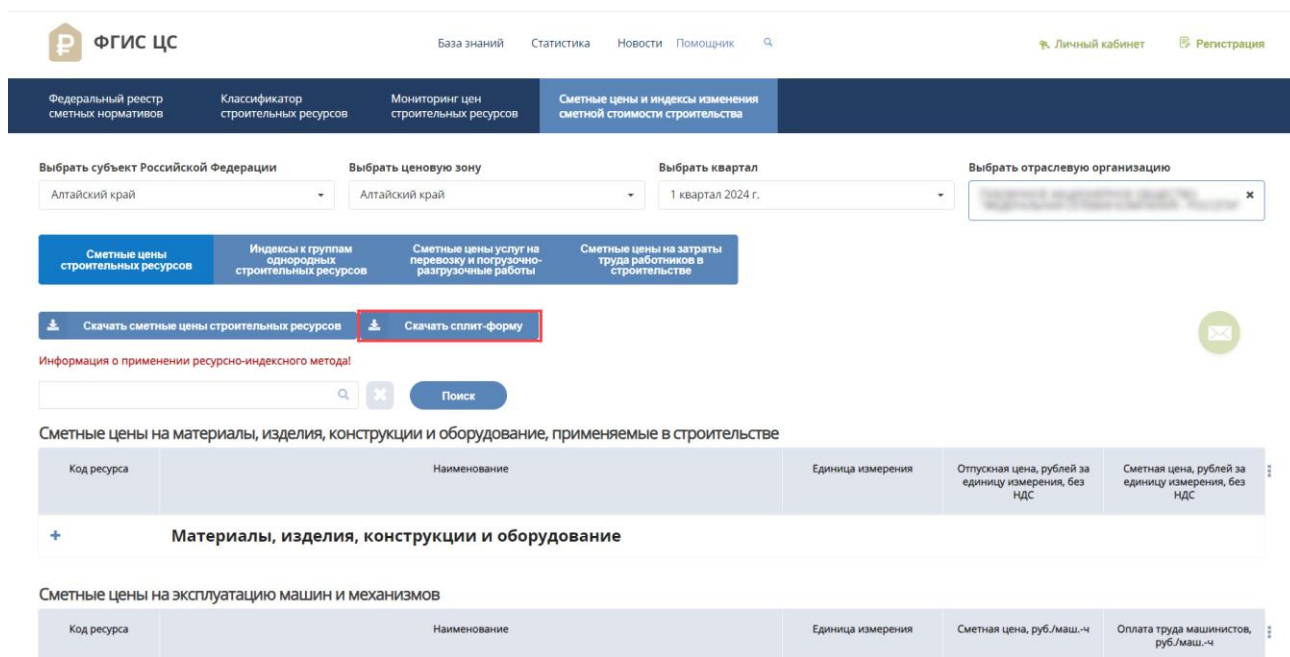 ФГИС ЦС
База знаний Статистика Новости Помощник
Личный кабинет Регистрация
Федеральный реестр
сметных нормативов
Классификатор
строительных ресурсов
Мониторинг цен
строительных ресурсов
Сметные цены и индексы изменения
сметной стоимости строительства
Выбрать субъект Российской Федерации
Алтайский край
Выбрать ценовую зону
Алтайский край
Выбрать квартал
1 квартал 2024 г.
Выбрать отраслевую организацию
Сметные цены
строительных ресурсов
Индексы к группам
однородных
строительных ресурсов
Сметные цены услуг на
перевозку и погрузочно-
разгрузочные работы
Сметные цены на затраты
труда работников в
строительстве
Скачать сметные цены строительных ресурсов
Скачать сплит-форму
Информация о применении ресурсно-индексного метода!
Поиск
Сметные цены на материалы, изделия, конструкции и оборудование, применяемые в строительстве
Код ресурса
Наименование
Единица измерения
Отпускная цена, рублей за
единицу измерения, без
НДС
Сметная цена, рублей за
единицу измерения, без
НДС
+ Материалы, изделия, конструкции и оборудование
Сметные цены на эксплуатацию машин и механизмов
Код ресурса
Наименование
Единица измерения
Сметная цена, руб./маш.-ч
Оплата труда машинистов,
руб./маш.-ч